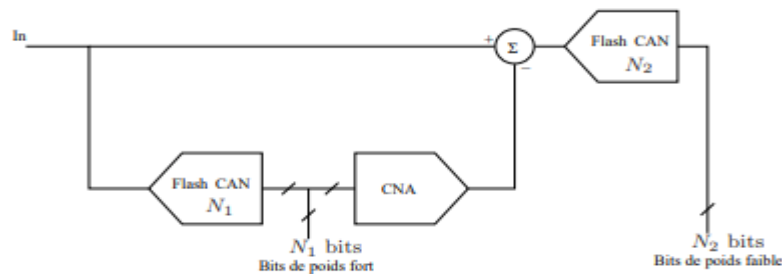 In
+
Σ
−
Flash CAN
N₂
Flash CAN
N₁
CNA
N₁ bits
Bits de poids fort
N₂ bits
Bits de poids faible